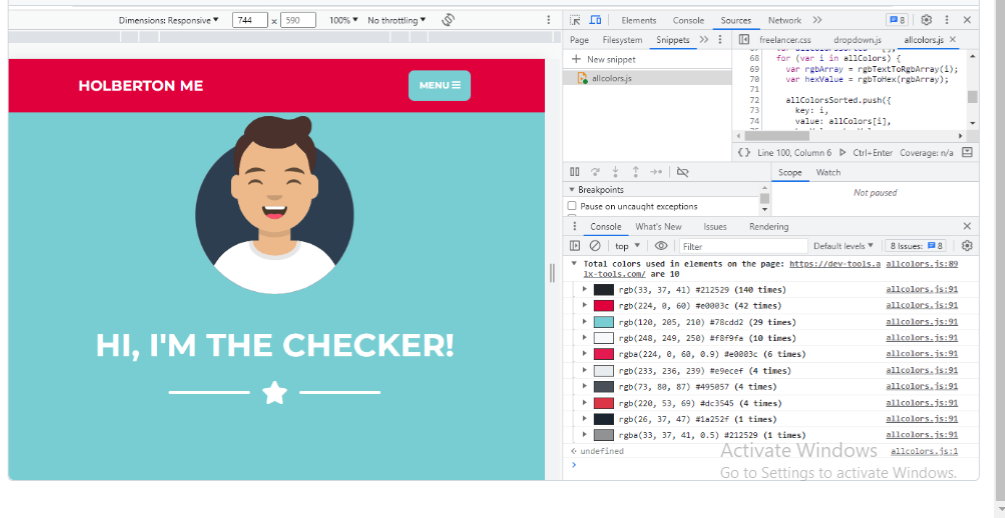 Dimensions: Responsive ▼ 744 x 590 100% ▼ No throttling ▼
HOLBERTON ME
MENU
HI, I'M THE CHECKER!
Elements Console Sources Network 8
Page Filesystem Snippets
freelancer.css dropdown.js allcolors.js
+ New snippet
allcolors.js
68 for (var i in allColors) {
69 var rgbArray = rgbTextToRgbArray(i);
70 var hexValue = rgbToHex(rgbArray);
71
72 allColorsSorted.push({
73 key: i,
74 value: allColors[i],
{} Line 100, Column 6 Ctrl+Enter Coverage: n/a
Scope Watch
Breakpoints
Pause on uncaught exceptions
Not paused
Console What's New Issues Rendering
top ▼ Filter Default levels ▼ 8 Issues: 8
Total colors used in elements on the page: https://dev-tools.a allcolors.js:89
lx-tools.com/ are 10
rgb(33, 37, 41) #212529 (140 times) allcolors.js:91
rgb(224, 0, 60) #e0003c (42 times) allcolors.js:91
rgb(120, 205, 210) #78cdd2 (29 times) allcolors.js:91
rgb(248, 249, 250) #f8f9fa (10 times) allcolors.js:91
rgba(224, 0, 60, 0.9) #e0003c (6 times) allcolors.js:91
rgb(233, 236, 239) #e9ecef (4 times) allcolors.js:91
rgb(73, 80, 87) #495057 (4 times) allcolors.js:91
rgb(220, 53, 69) #dc3545 (4 times) allcolors.js:91
rgb(26, 37, 47) #1a252f (1 times) allcolors.js:91
rgba(33, 37, 41, 0.5) #212529 (1 times) allcolors.js:91
undefined allcolors.js:1
Activate Windows
Go to Settings to activate Windows.